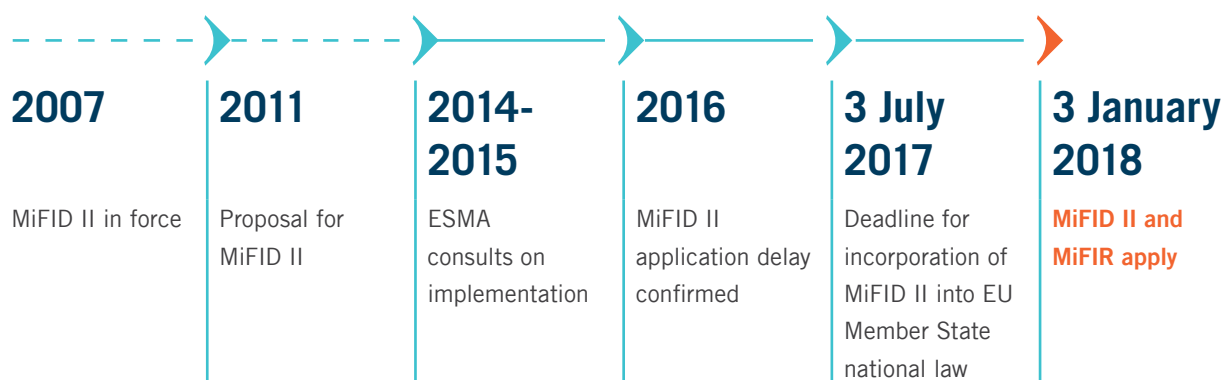 2007
MiFID II in force
2011
Proposal for
MiFID II
2014-
2015
ESMA
consults on
implementation
2016
MiFID II
application delay
confirmed
3 July
2017
Deadline for
incorporation of
MiFID II into EU
Member State
national law
3 January
2018
MiFID II and
MiFIR apply